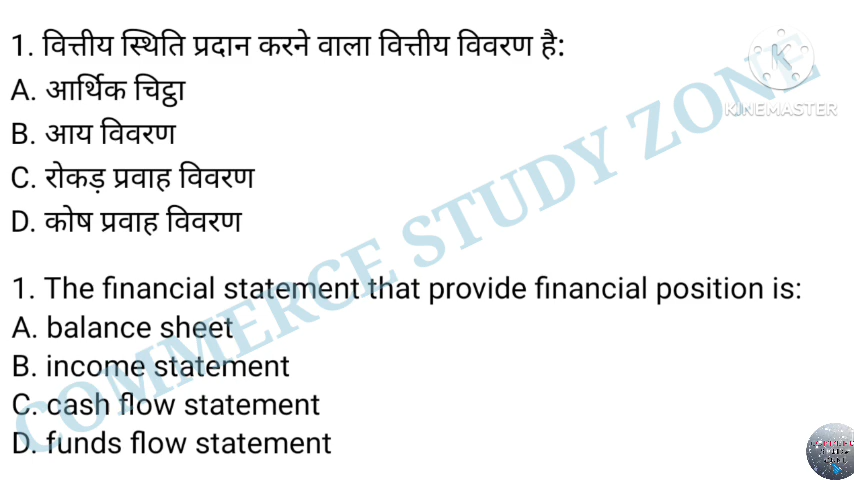 1. वित्तीय स्थिति प्रदान करने वाला वित्तीय विवरण है:
A. आर्थिक चिट्ठा
B. आय विवरण
C. रोकड़ प्रवाह विवरण
D. कोष प्रवाह विवरण
1. The financial statement that provide financial position is:
A. balance sheet
B. income statement
C. cash flow statement
D. funds flow statement
COMMERCE STUDY ZONE
K
KINEMASTER